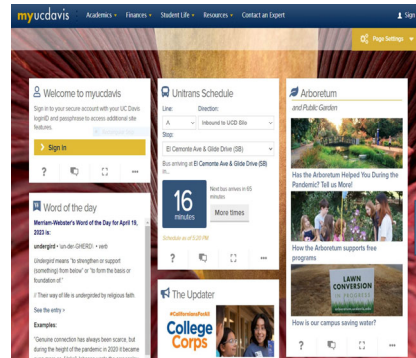 myucdavis
Academics Finances Student Life Resources Contact an Expert
Sign
Page Settings
Welcome to myucdavis
Sign in to your secure account with your UC Davis
loginID and passphrase to access additional site
features.
Sign in
Word of the day
Merriam-Webster's Word of the Day for April 19,
2023 is:
undergird • \un-der-GHERD\ • verb
Undergird means "to strengthen or support
(something) from below" or "to form the basis or
foundation of."
// Their way of life is undergirded by religious faith.
See the entry >
Examples:
"Genuine connection has always been scarce, but
during the height of the pandemic in 2020 it became
Unitrans Schedule
Line: Direction:
A Inbound to UCD Silo
Stop:
El Cemonte Ave & Glide Drive (SB)
Bus arriving at El Cemonte Ave & Glide Drive (SB)
in...
16
minutes
Next bus arrives in 65
minutes
More times
Schedule as of 5:20 PM
The Updater
#CaliforniansForAll
College
Corps
Arboretum
and Public Garden
Has the Arboretum Helped You During the
Pandemic? Tell Us More!
How the Arboretum supports free
programs
LAWN
CONVERSION
IN PROGRESS
How is our campus saving water?